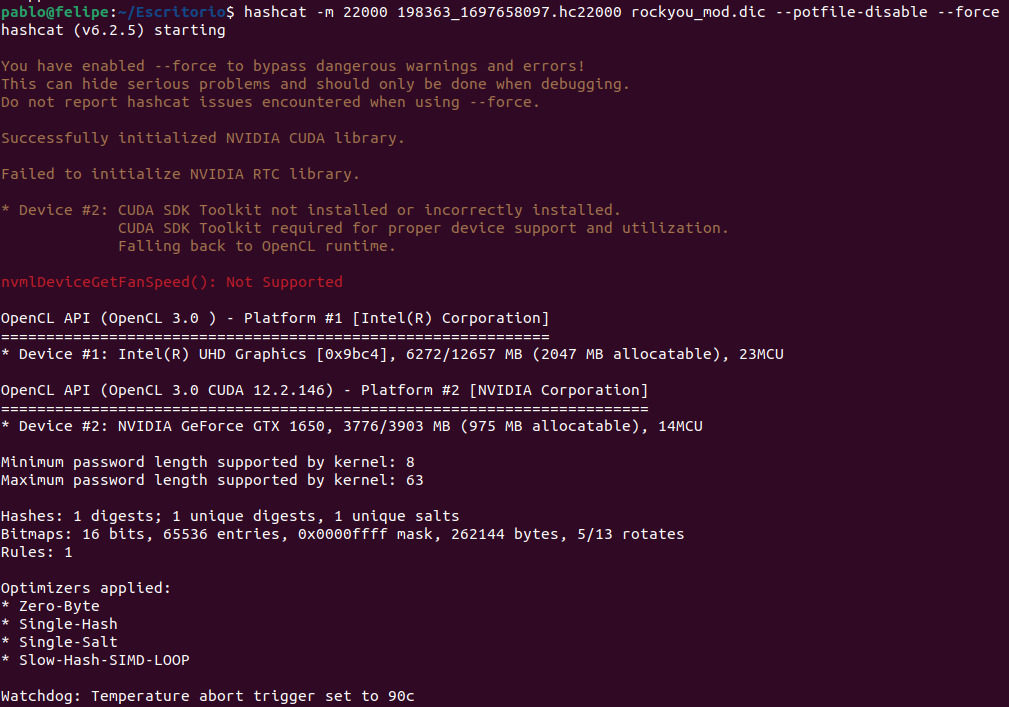 pablo@felipe:~/Escritorio$ hashcat -m 22000 198363_1697658097.hc22000 rockyou_mod.dic --potfile-disable --force
hashcat (v6.2.5) starting
You have enabled --force to bypass dangerous warnings and errors!
This can hide serious problems and should only be done when debugging.
Do not report hashcat issues encountered when using --force.
Successfully initialized NVIDIA CUDA library.
Failed to initialize NVIDIA RTC library.
* Device #2: CUDA SDK Toolkit not installed or incorrectly installed.
CUDA SDK Toolkit required for proper device support and utilization.
Falling back to OpenCL runtime.
nvmlDeviceGetFanSpeed(): Not Supported
OpenCL API (OpenCL 3.0 ) - Platform #1 [Intel(R) Corporation]
=============================================================
* Device #1: Intel(R) UHD Graphics [0x9bc4], 6272/12657 MB (2047 MB allocatable), 23MCU
OpenCL API (OpenCL 3.0 CUDA 12.2.146) - Platform #2 [NVIDIA Corporation]
========================================================================
* Device #2: NVIDIA GeForce GTX 1650, 3776/3903 MB (975 MB allocatable), 14MCU
Minimum password length supported by kernel: 8
Maximum password length supported by kernel: 63
Hashes: 1 digests; 1 unique digests, 1 unique salts
Bitmaps: 16 bits, 65536 entries, 0x0000ffff mask, 262144 bytes, 5/13 rotates
Rules: 1
Optimizers applied:
* Zero-Byte
* Single-Hash
* Single-Salt
* Slow-Hash-SIMD-LOOP
Watchdog: Temperature abort trigger set to 90c